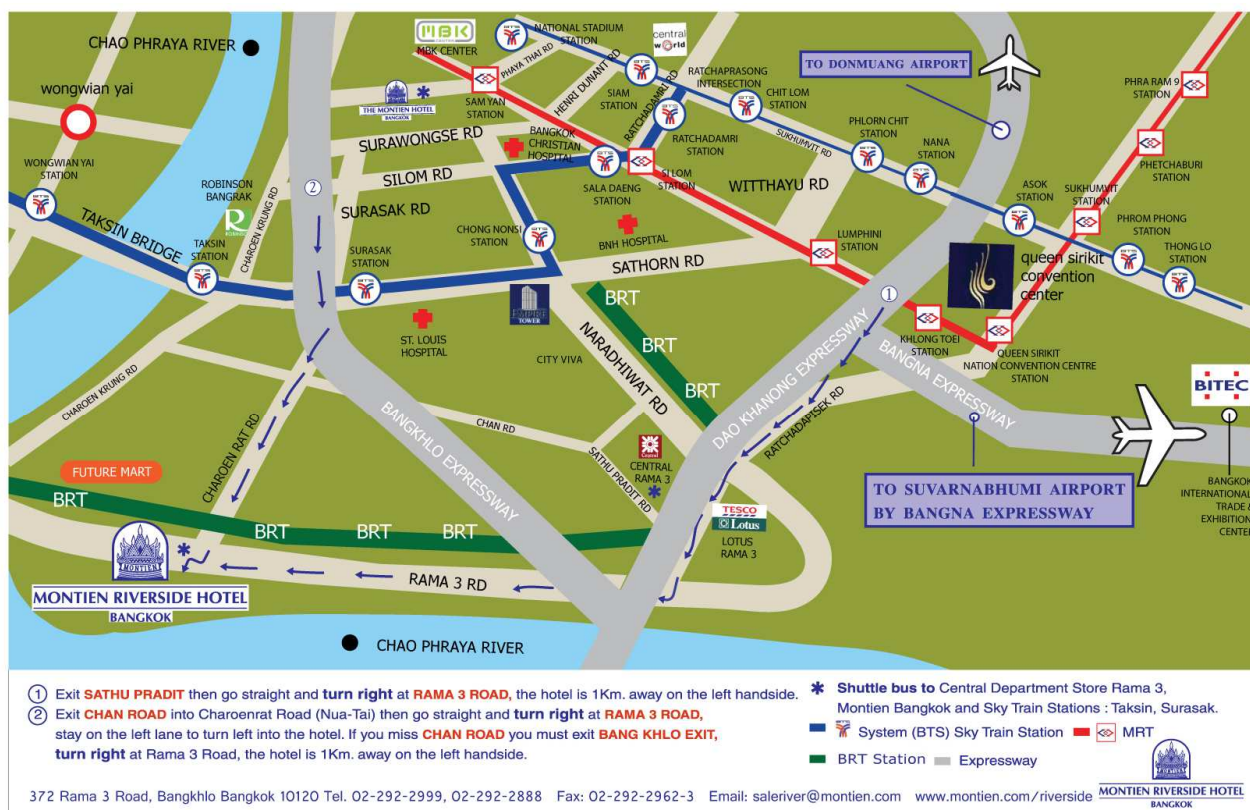 CHAO PHRAYA RIVER
wongwian yai
WONGWIAN YAI
STATION
TAKSIN BRIDGE
TAKSIN
STATION
ROBINSON
BANGRAK
CHAROEN KRUNG RD
MBK
MBK CENTER
THE MONTIEN HOTEL
BANGKOK
SURAWONGSE RD
SILOM RD
SURASAK RD
SURASAK
STATION
BTS
NATIONAL STADIUM
STATION
central
world
PHAYA THAI RD
HENRI DUNANT RD
SAM YAN
STATION
SIAM
STATION
RATCHADAMRI RD
RATCHAPRASONG
INTERSECTION
CHIT LOM
STATION
BANGKOK
CHRISTIAN
HOSPITAL
RATCHADAMRI
STATION
SALA DAENG
STATION
SI LOM
STATION
CHONG NONSI
STATION
BNH HOSPITAL
SATHORN RD
WITTHAYU RD
SUKHUMVIT RD
LUMPHINI
STATION
TO DONMUANG AIRPORT
PHLORN CHIT
STATION
NANA
STATION
ASOK
STATION
SUKHUMVIT
STATION
PHRA RAM 9
STATION
PHETCHABURI
STATION
PHROM PHONG
STATION
THONG LO
STATION
queen sirikit
convention
center
1
2
KHLONG TOEI
STATION
QUEEN SIRIKIT
NATION CONVENTION CENTRE
STATION
EMPIRE
TOWER
ST. LOUIS
HOSPITAL
CITY VIVA
BRT
BRT
BRT
NARADHIWAT RD
DAO KHANONG EXPRESSWAY
BANGNA EXPRESSWAY
RATCHADAPISEK RD
BITEC
BANGKOK
INTERNATIONAL
TRADE &
EXHIBITION
CENTER
TO SUVARNABHUMI AIRPORT
BY BANGNA EXPRESSWAY
CHAROEN KRUNG RD
CHAROEN RAT RD
BANGKHLO EXPRESSWAY
CHAN RD
SATHU PRADIT RD
Central
CENTRAL
RAMA 3
TESCO
Lotus
LOTUS
RAMA 3
FUTURE MART
BRT
BRT
BRT
BRT
RAMA 3 RD
MONTIEN
MONTIEN RIVERSIDE HOTEL
BANGKOK
CHAO PHRAYA RIVER
1 Exit SATHU PRADIT then go straight and turn right at RAMA 3 ROAD, the hotel is 1Km. away on the left handside.
2 Exit CHAN ROAD into Charoenrat Road (Nua-Tai) then go straight and turn right at RAMA 3 ROAD,
stay on the left lane to turn left into the hotel. If you miss CHAN ROAD you must exit BANG KHLO EXIT,
turn right at Rama 3 Road, the hotel is 1Km. away on the left handside.
* Shuttle bus to Central Department Store Rama 3,
Montien Bangkok and Sky Train Stations : Taksin, Surasak.
System (BTS) Sky Train Station MRT
BRT Station Expressway
372 Rama 3 Road, Bangkhlo Bangkok 10120 Tel. 02-292-2999, 02-292-2888 Fax: 02-292-2962-3 Email: saleriver@montien.com www.montien.com/riverside
MONTIEN
MONTIEN RIVERSIDE HOTEL
BANGKOK